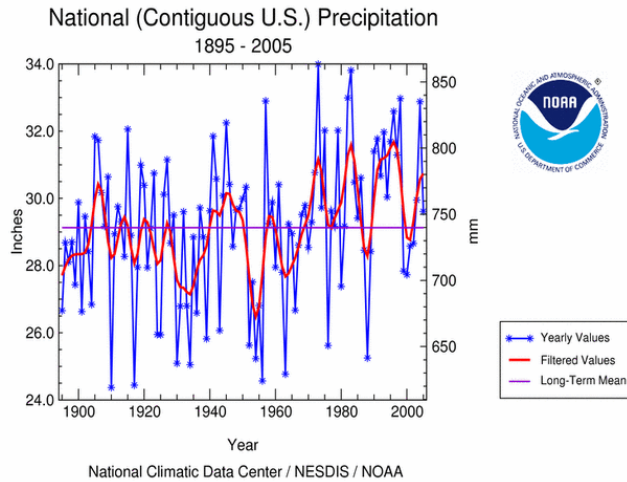 National (Contiguous U.S.) Precipitation
1895 - 2005
34.0
32.0
30.0
28.0
26.0
24.0
Inches
850
800
750
700
650
mm
1900
1920
1940
1960
1980
2000
Year
National Climatic Data Center / NESDIS / NOAA
NATIONAL OCEANIC AND ATMOSPHERIC ADMINISTRATION
U.S. DEPARTMENT OF COMMERCE
NOAA
®
Yearly Values
Filtered Values
Long-Term Mean